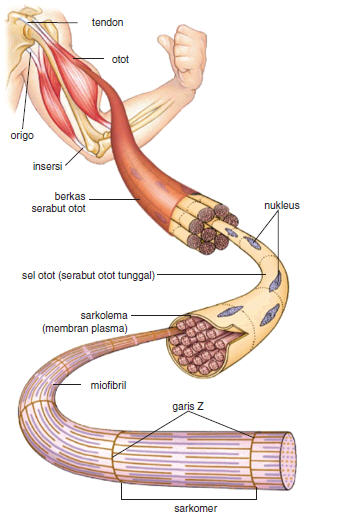 tendon
otot
origo
insersi
berkas
serabut otot
nukleus
sel otot (serabut otot tunggal)
sarkolema
(membran plasma)
miofibril
garis Z
sarkomer